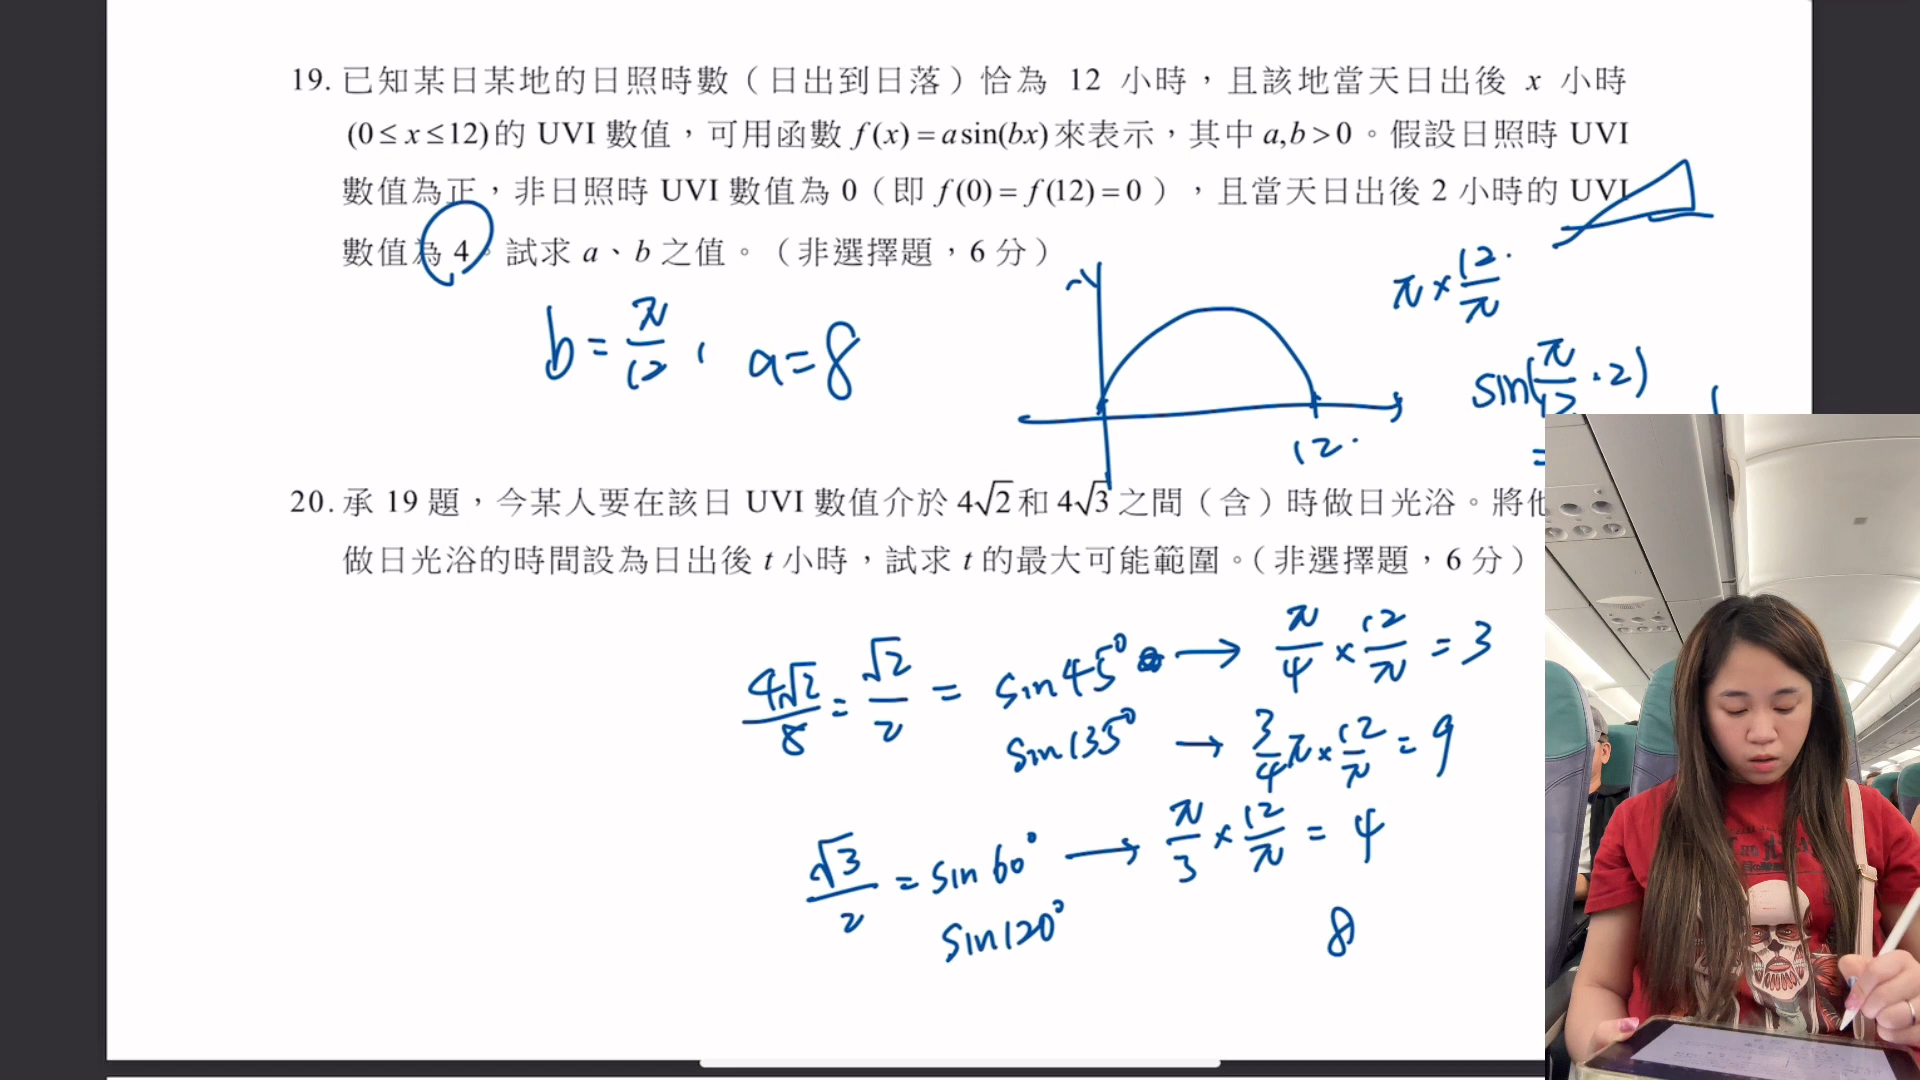 19. 已知某日某地的日照時數（日出到日落）恰為 12 小時，且該地當天日出後 x 小時
(0≤x≤12)的 UVI 數值，可用函數 f(x)=asin(bx)來表示，其中 a,b>0。假設日照時 UVI
數值為正，非日照時 UVI 數值為 0（即 f(0)=f(12)=0），且當天日出後 2 小時的 UVI
數值為 4。試求 a、b 之值。（非選擇題，6 分）
π×12/π
b=π/12, a=8
sin(π/12·2)
=
12.
20. 承 19 題，今某人要在該日 UVI 數值介於 4√2和 4√3之間（含）時做日光浴。將他
做日光浴的時間設為日出後 t 小時，試求 t 的最大可能範圍。（非選擇題，6 分）
4√2/8=√2/2=sin45°→π/4×12/π=3
sin135°→3/4π×12/π=9
√3/2=sin60°→π/3×12/π=4
sin120° 8